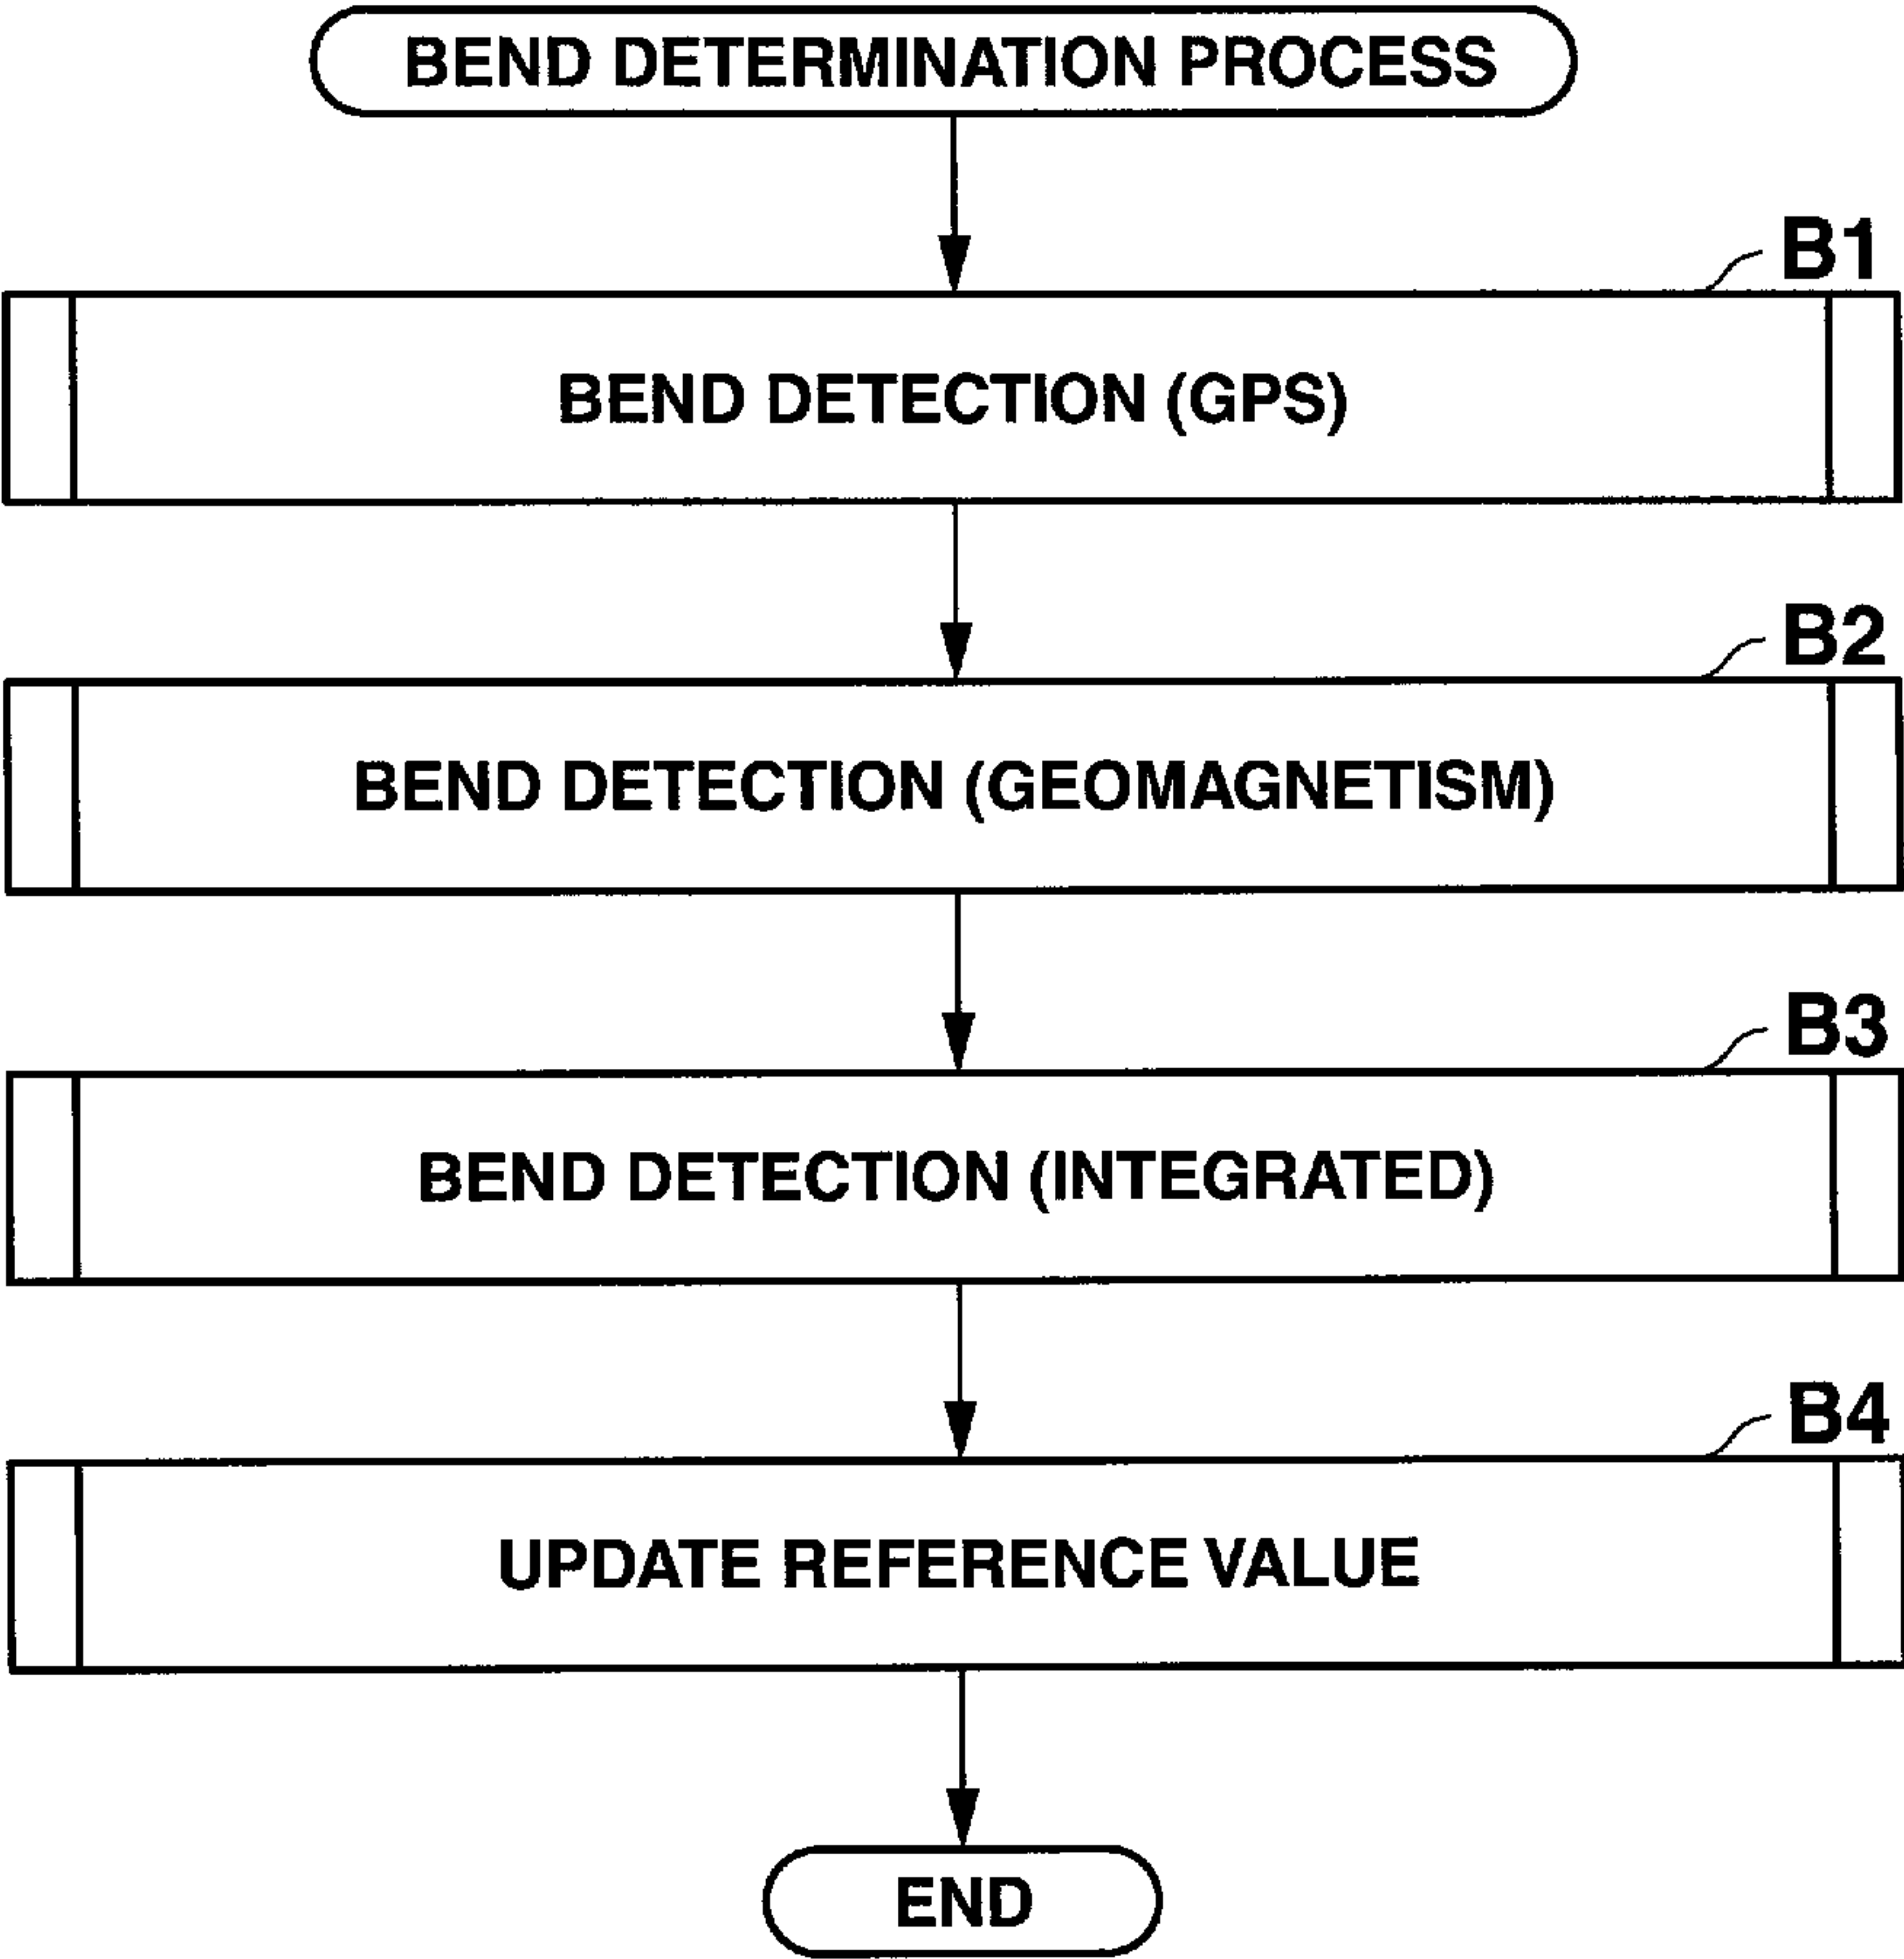 BEND DETERMINATION PROCESS
B1
BEND DETECTION (GPS)
B2
BEND DETECTION (GEOMAGNETISM)
B3
BEND DETECTION (INTEGRATED)
B4
UPDATE REFERENCE VALUE
END